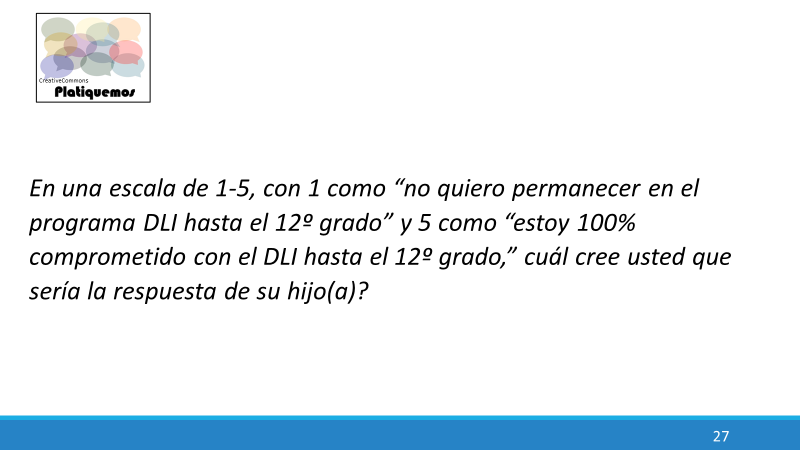 CreativeCommons
Platiquemos
En una escala de 1-5, con 1 como “no quiero permanecer en el
programa DLI hasta el 12º grado” y 5 como “estoy 100%
comprometido con el DLI hasta el 12º grado,” cuál cree usted que
sería la respuesta de su hijo(a)?
27